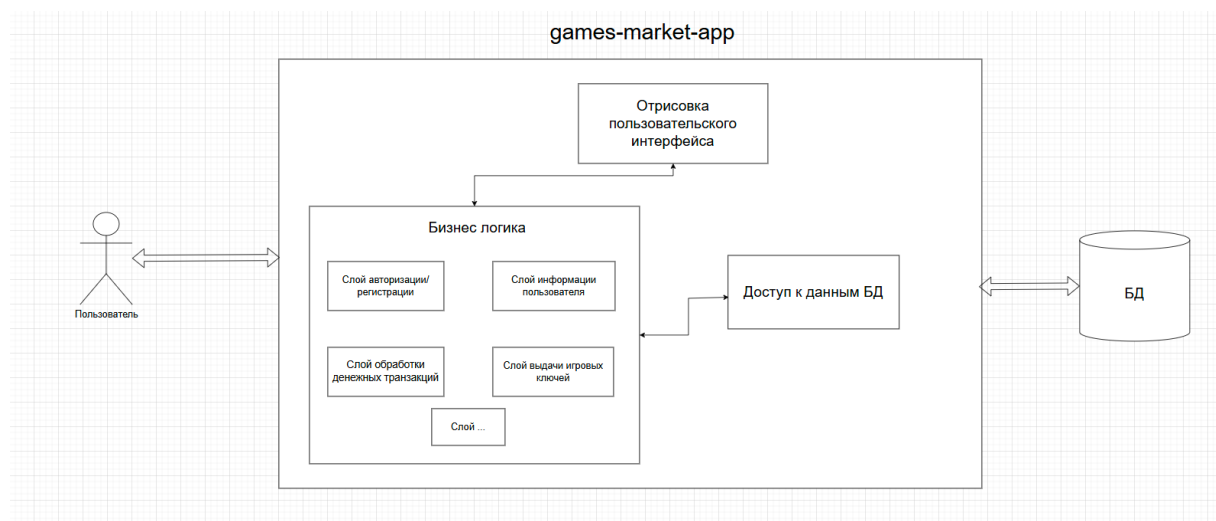 games-market-app
Отрисовка
пользовательского
интерфейса
Бизнес логика
Слой авторизации/
регистрации
Слой информации
пользователя
Слой обработки
денежных транзакций
Слой выдачи игровых
ключей
Слой ...
Доступ к данным БД
Пользователь
БД